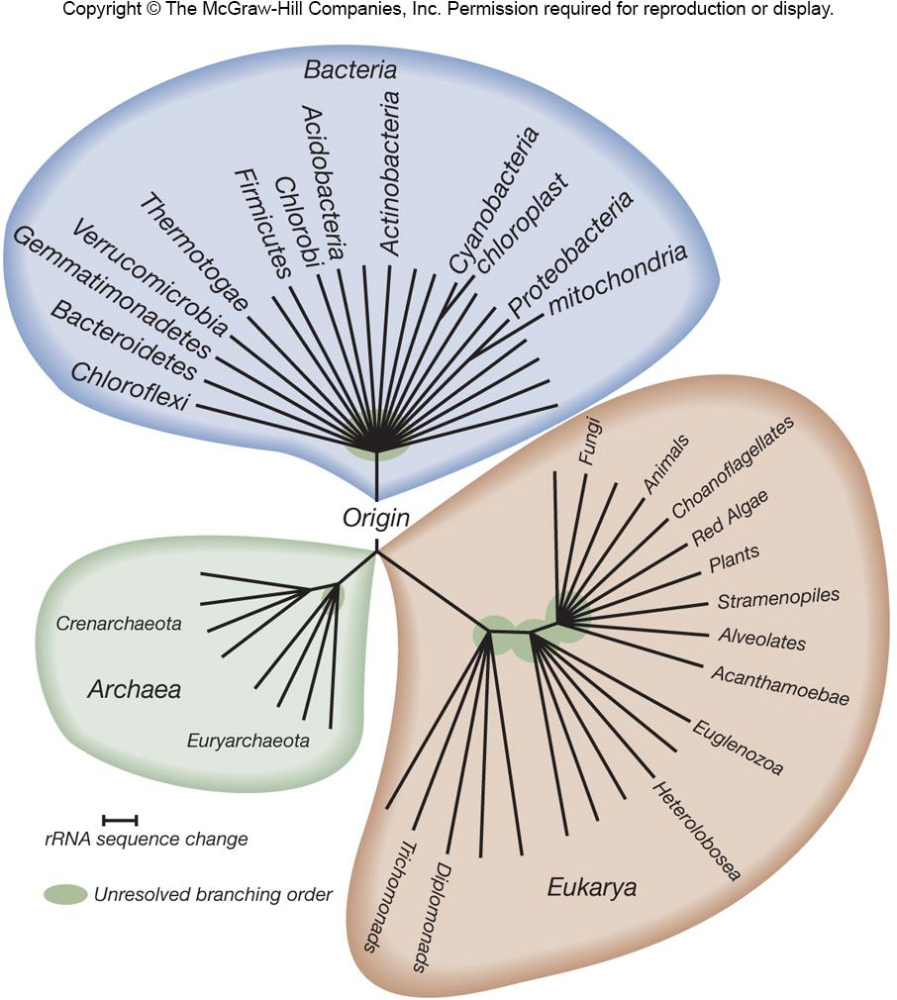 Copyright © The McGraw-Hill Companies, Inc. Permission required for reproduction or display.
Bacteria
Chloroflexi
Bacteroidetes
Gemmatimonadetes
Verrucomicrobia
Thermotogae
Firmicutes
Chlorobi
Acidobacteria
Actinobacteria
Cyanobacteria
chloroplast
Proteobacteria
mitochondria
Origin
Fungi
Animals
Choanoflagellates
Red Algae
Plants
Stramenopiles
Alveolates
Acanthamoebae
Euglenozoa
Heterolobosea
Diplomonads
Trichomonads
Eukarya
Crenarchaeota
Archaea
Euryarchaeota
rRNA sequence change
Unresolved branching order